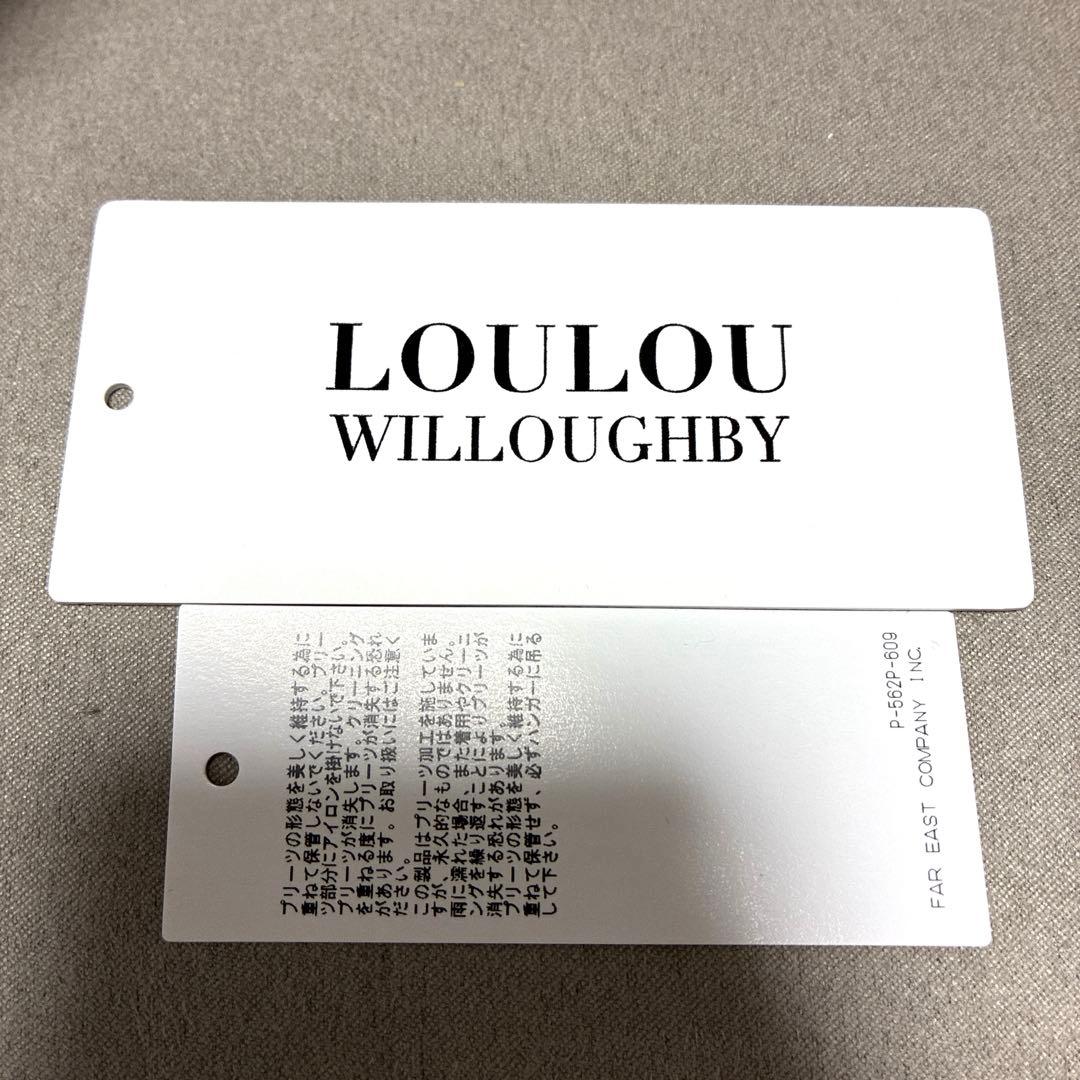 LOULOU
WILLOUGHBY
プリーツの形態を美しく維持する為に
重ねて保管しないでください。プリー
ツ部分にアイロンを掛けないで下さい。
プリーツが消失します。クリーニング
を重ねる度にプリーツが消失する恐れ
があります。お取り扱いにはご注意く
ださい。
この製品はプリーツ加工を施していま
すが、永久的なものではありません。
雨に濡れた場合、また着用やクリーニ
ングを繰り返すことによりプリーツが
消失する恐れがあります。
プリーツの形態を美しく維持する為に
重ねて保管せず、必ずハンガーに吊る
して下さい。
P-562P-609
FAR EAST COMPANY INC.